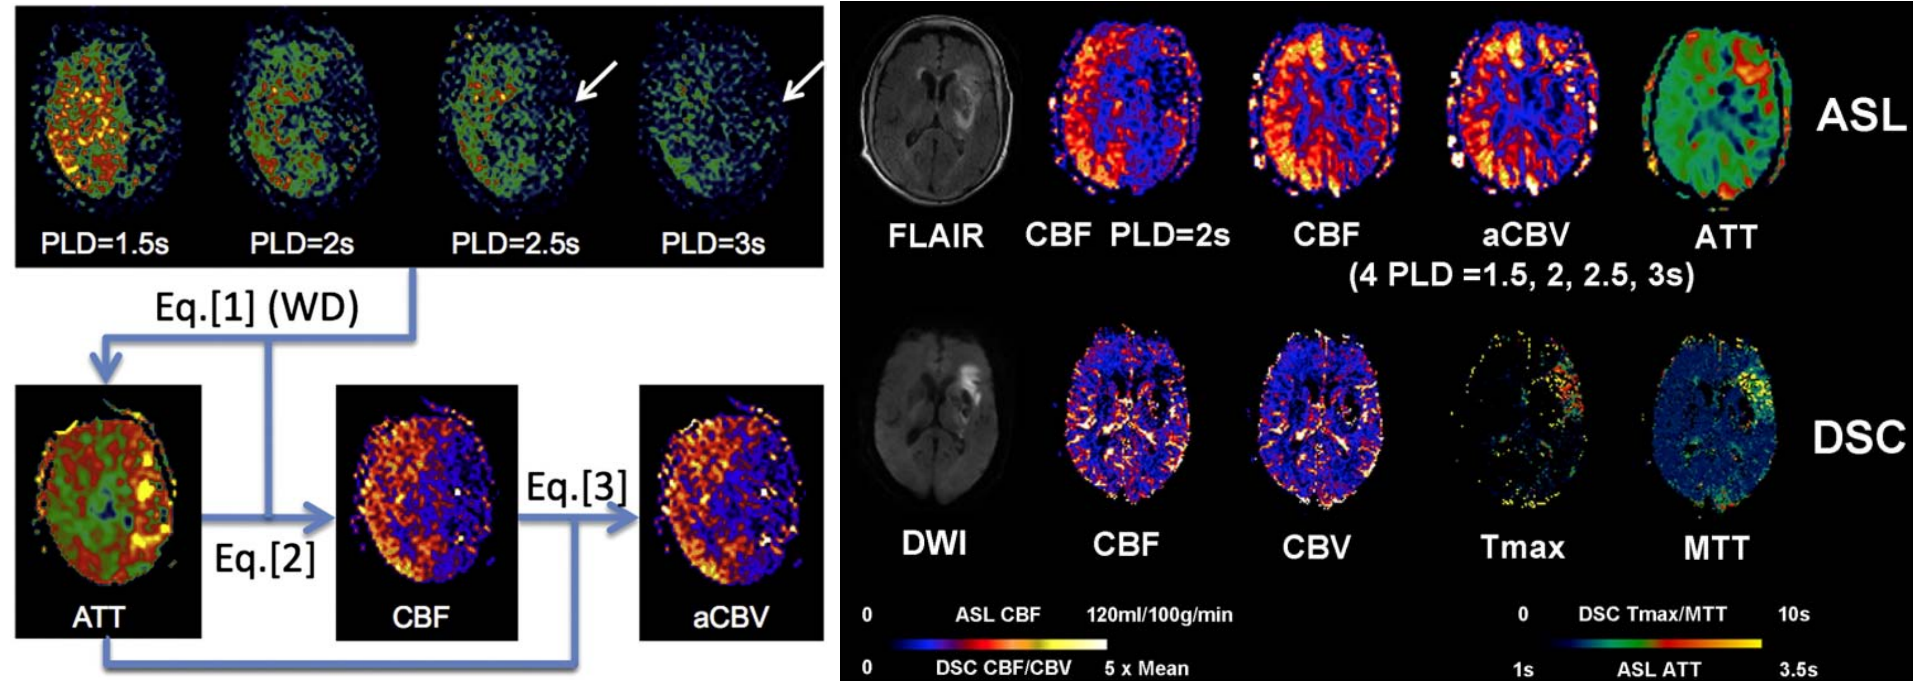 PLD=1.5s PLD=2s PLD=2.5s PLD=3s
Eq.[1] (WD)
Eq.[2]
Eq.[3]
ATT CBF aCBV
ASL
FLAIR CBF PLD=2s CBF aCBV ATT
(4 PLD =1.5, 2, 2.5, 3s)
DSC
DWI CBF CBV Tmax MTT
0 ASL CBF 120ml/100g/min
0 DSC CBF/CBV 5 x Mean
0 DSC Tmax/MTT 10s
1s ASL ATT 3.5s